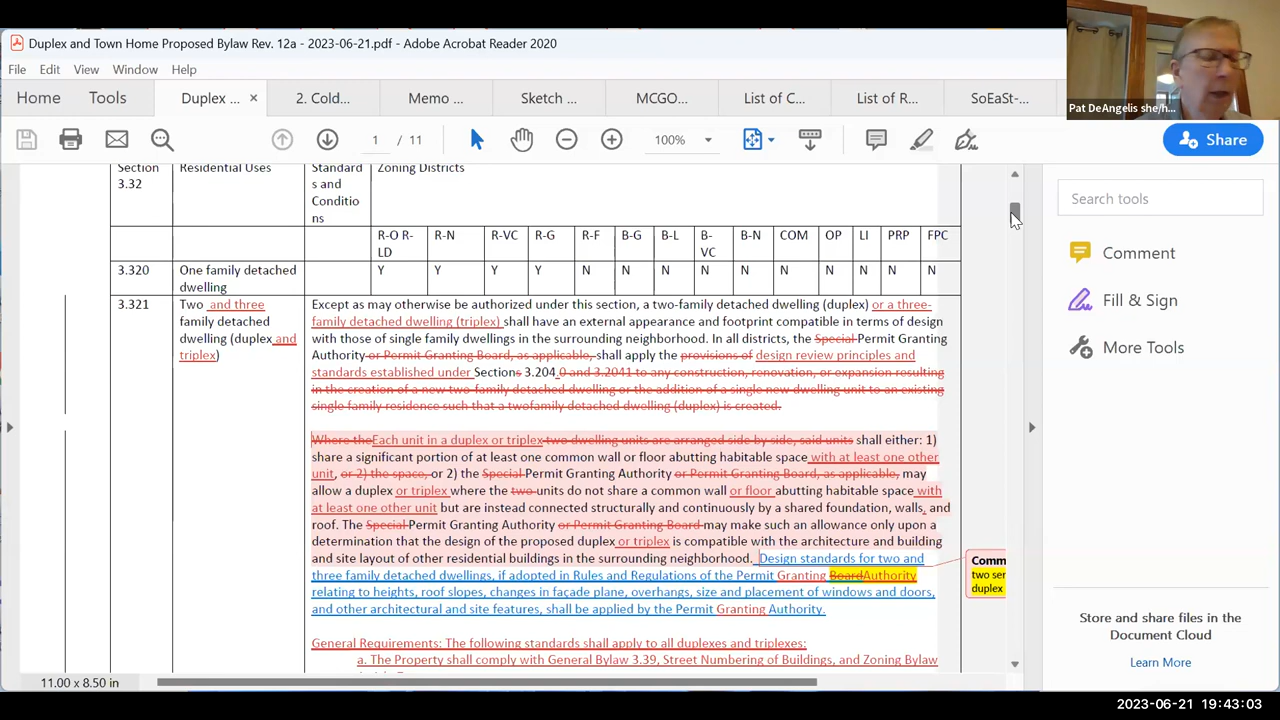 Duplex and Town Home Proposed Bylaw Rev. 12a - 2023-06-21.pdf - Adobe Acrobat Reader 2020
File Edit View Window Help
Home Tools Duplex ... × 2. Cold... Memo ... Sketch ... MCGO... List of C... List of R... SoEaSt-...
Pat DeAngelis she/h...
1 / 11 100% Share
Search tools
Comment
Fill & Sign
More Tools
Store and share files in the
Document Cloud
Learn More
Section
3.32
Residential Uses
Standard
s and
Conditio
ns
Zoning Districts
R-O R-
LD
R-N R-VC R-G R-F B-G B-L B-
VC
B-N COM OP LI PRP FPC
3.320 One family detached
dwelling
Y Y Y Y N N N N N N N N N N
3.321
Two and three
family detached
dwelling (duplex and
triplex)
Except as may otherwise be authorized under this section, a two-family detached dwelling (duplex) or a three-
family detached dwelling (triplex) shall have an external appearance and footprint compatible in terms of design
with those of single family dwellings in the surrounding neighborhood. In all districts, the Special Permit Granting
Authority or Permit Granting Board, as applicable, shall apply the provisions of design review principles and
standards established under Sections 3.204.0 and 3.2041 to any construction, renovation, or expansion resulting
in the creation of a new two-family detached dwelling or the addition of a single new dwelling unit to an existing
single family residence such that a twofamily detached dwelling (duplex) is created.
Where the Each unit in a duplex or triplex two dwelling units are arranged side by side, said units shall either: 1)
share a significant portion of at least one common wall or floor abutting habitable space with at least one other
unit, or 2) the space, or 2) the Special Permit Granting Authority or Permit Granting Board, as applicable, may
allow a duplex or triplex where the two units do not share a common wall or floor abutting habitable space with
at least one other unit but are instead connected structurally and continuously by a shared foundation, walls, and
roof. The Special Permit Granting Authority or Permit Granting Board may make such an allowance only upon a
determination that the design of the proposed duplex or triplex is compatible with the architecture and building
and site layout of other residential buildings in the surrounding neighborhood. Design standards for two and
three family detached dwellings, if adopted in Rules and Regulations of the Permit Granting BoardAuthority
relating to heights, roof slopes, changes in façade plane, overhangs, size and placement of windows and doors,
and other architectural and site features, shall be applied by the Permit Granting Authority.
General Requirements: The following standards shall apply to all duplexes and triplexes:
a. The Property shall comply with General Bylaw 3.39, Street Numbering of Buildings, and Zoning Bylaw
Comm
two ser
duplex
11.00 x 8.50 in
2023-06-21 19:43:03